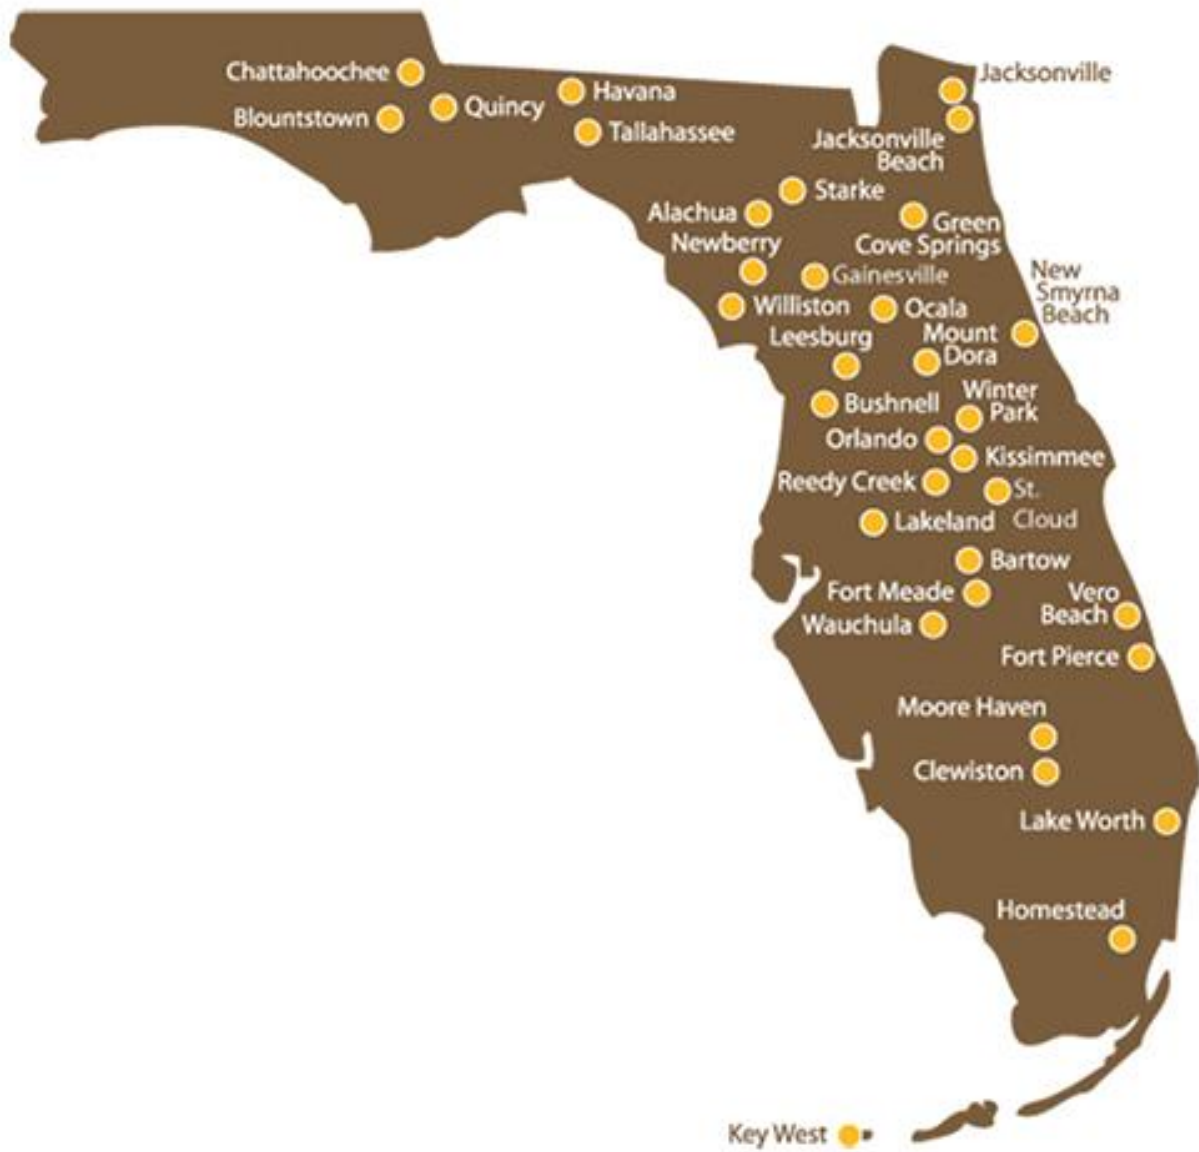 Chattahoochee
Jacksonville
Havana
Quincy
Blountstown
Tallahassee
Jacksonville
Beach
Starke
Alachua
Green
Cove Springs
Newberry
Gainesville
New
Smyrna
Beach
Williston
Ocala
Leesburg
Mount
Dora
Winter
Park
Bushnell
Orlando
Kissimmee
Reedy Creek
St.
Cloud
Lakeland
Bartow
Fort Meade
Vero
Beach
Wauchula
Fort Pierce
Moore Haven
Clewiston
Lake Worth
Homestead
Key West